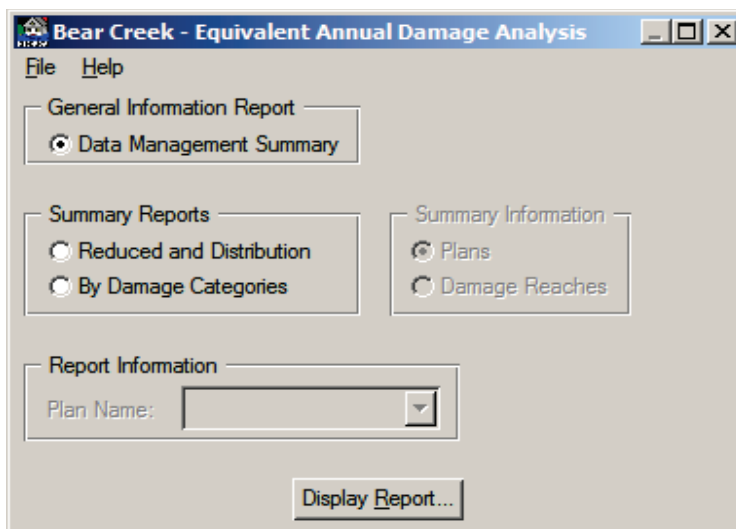 Bear Creek - Equivalent Annual Damage Analysis
File Help
General Information Report
Data Management Summary
Summary Reports
Reduced and Distribution
By Damage Categories
Summary Information
Plans
Damage Reaches
Report Information
Plan Name:
Display Report...